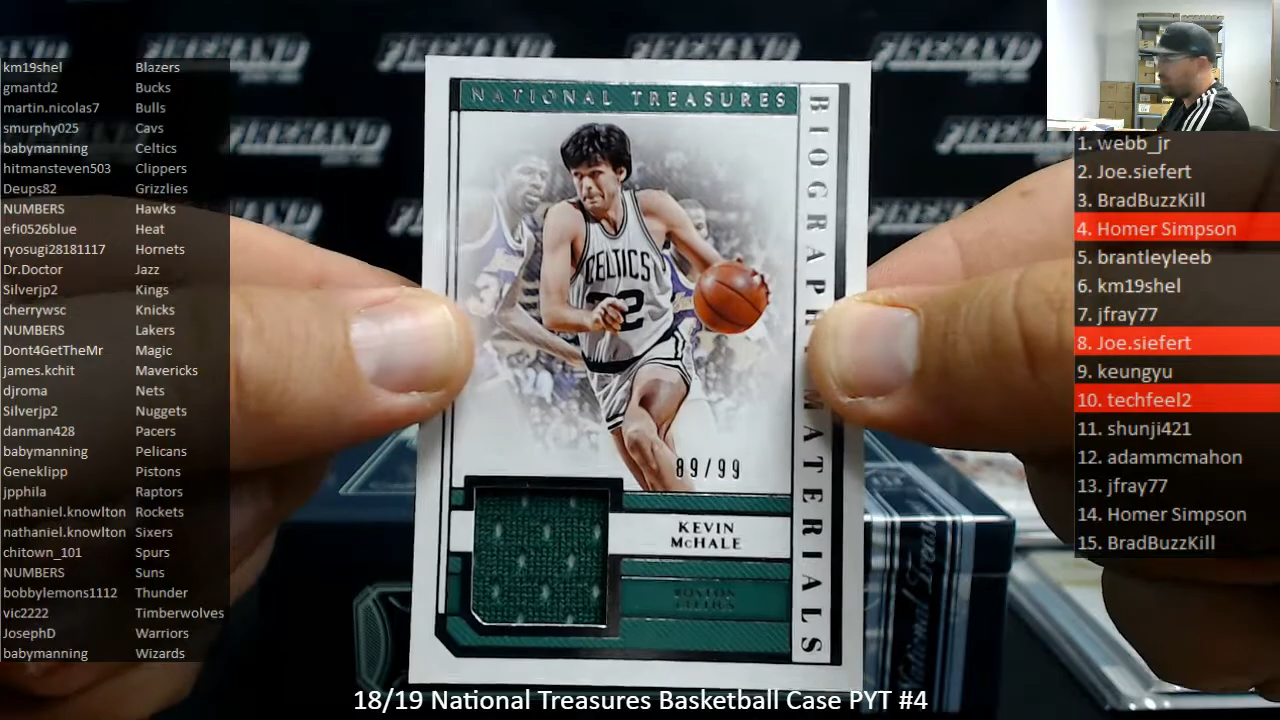 km19shel Blazers
gmantd2 Bucks
martin.nicolas7 Bulls
smurphy025 Cavs
babymanning Celtics
hitmansteven503 Clippers
Deups82 Grizzlies
NUMBERS Hawks
efi0526blue Heat
ryosugi28181117 Hornets
Dr.Doctor Jazz
Silverjp2 Kings
cherrywsc Knicks
NUMBERS Lakers
Dont4GetTheMr Magic
james.kchit Mavericks
djroma Nets
Silverjp2 Nuggets
danman428 Pacers
babymanning Pelicans
Geneklipp Pistons
jpphila Raptors
nathaniel.knowlton Rockets
nathaniel.knowlton Sixers
chitown_101 Spurs
NUMBERS Suns
bobbylemons1112 Thunder
vic2222 Timberwolves
JosephD Warriors
babymanning Wizards
NATIONAL TREASURES
CELTICS
32
89/99
KEVIN
McHALE
BOSTON
CELTICS
MATERIALS
National Treasures
1. webb_jr
2. Joe.siefert
3. BradBuzzKill
4. Homer Simpson
5. brantleyleeb
6. km19shel
7. jfray77
8. Joe.siefert
9. keungyu
10. techfeel2
11. shunji421
12. adammcmahon
13. jfray77
14. Homer Simpson
15. BradBuzzKill
18/19 National Treasures Basketball Case PYT #4